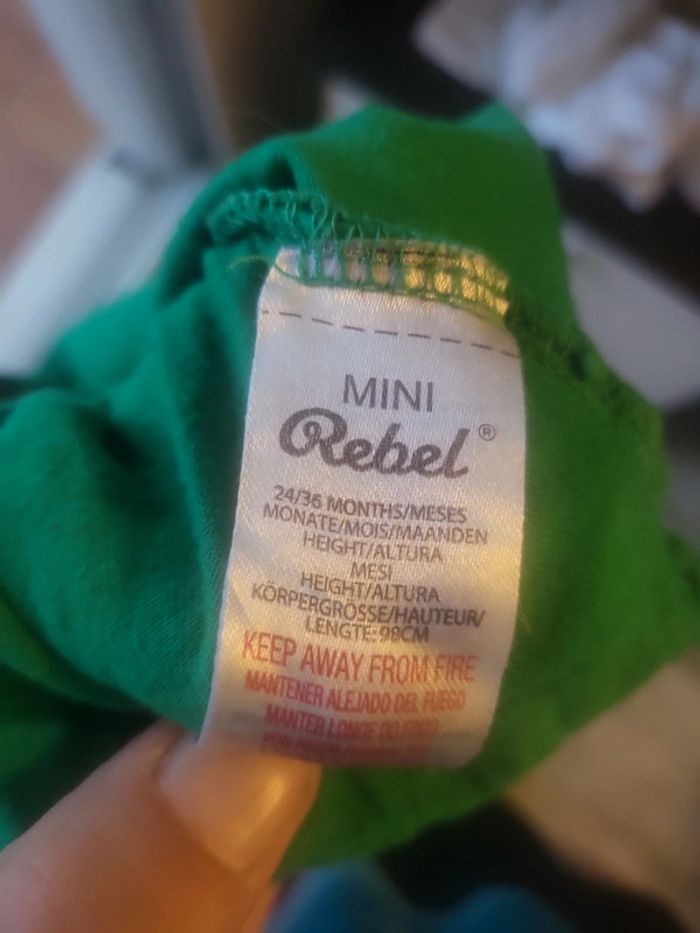 MINI
Rebel®
24/36 MONTHS/MESES
MONATE/MOIS/MAANDEN
HEIGHT/ALTURA
MESI
HEIGHT/ALTURA
KÖRPERGRÖSSE/HAUTEUR/
LENGTE:98CM
KEEP AWAY FROM FIRE
MANTENER ALEJADO DEL FUEGO
MANTER LONGE DO FOGO